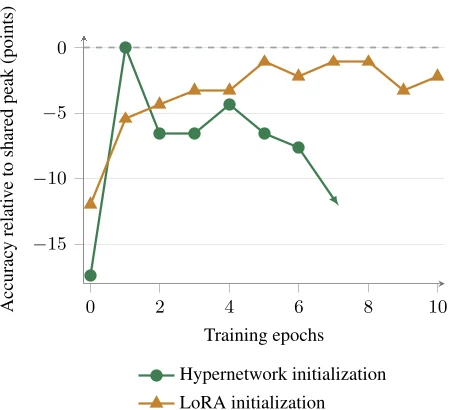 Accuracy relative to shared peak (points)
0
−5
−10
−15
0 2 4 6 8 10
Training epochs
Hypernetwork initialization
LoRA initialization